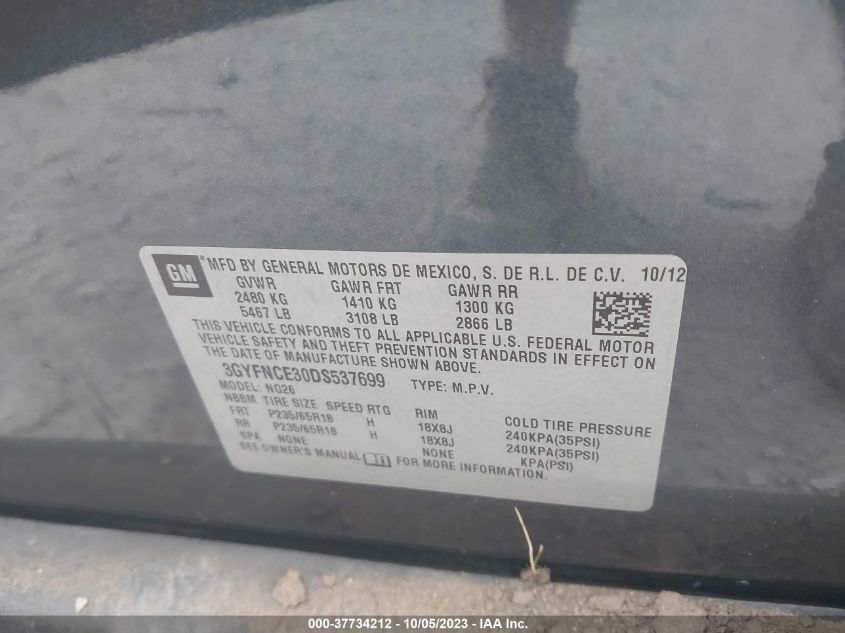 GM ® MFD BY GENERAL MOTORS DE MEXICO, S. DE R.L. DE C.V. 10/12
GVWR GAWR FRT GAWR RR
2480 KG 1410 KG 1300 KG
5467 LB 3108 LB 2866 LB
THIS VEHICLE CONFORMS TO ALL APPLICABLE U.S. FEDERAL MOTOR
VEHICLE SAFETY AND THEFT PREVENTION STANDARDS IN EFFECT ON
THE DATE OF MANUFACTURE SHOWN ABOVE.
3GYFNCE30DS537699 TYPE: M.P.V.
MODEL: NG26
NBBM TIRE SIZE SPEED RTG RIM COLD TIRE PRESSURE
FRT P235/65R18 H 18X8J 240KPA(35PSI)
RR P235/65R18 H 18X8J 240KPA(35PSI)
SPA NONE NONE KPA(PSI)
SEE OWNER'S MANUAL FOR MORE INFORMATION.
000-37734212 - 10/05/2023 - IAA Inc.